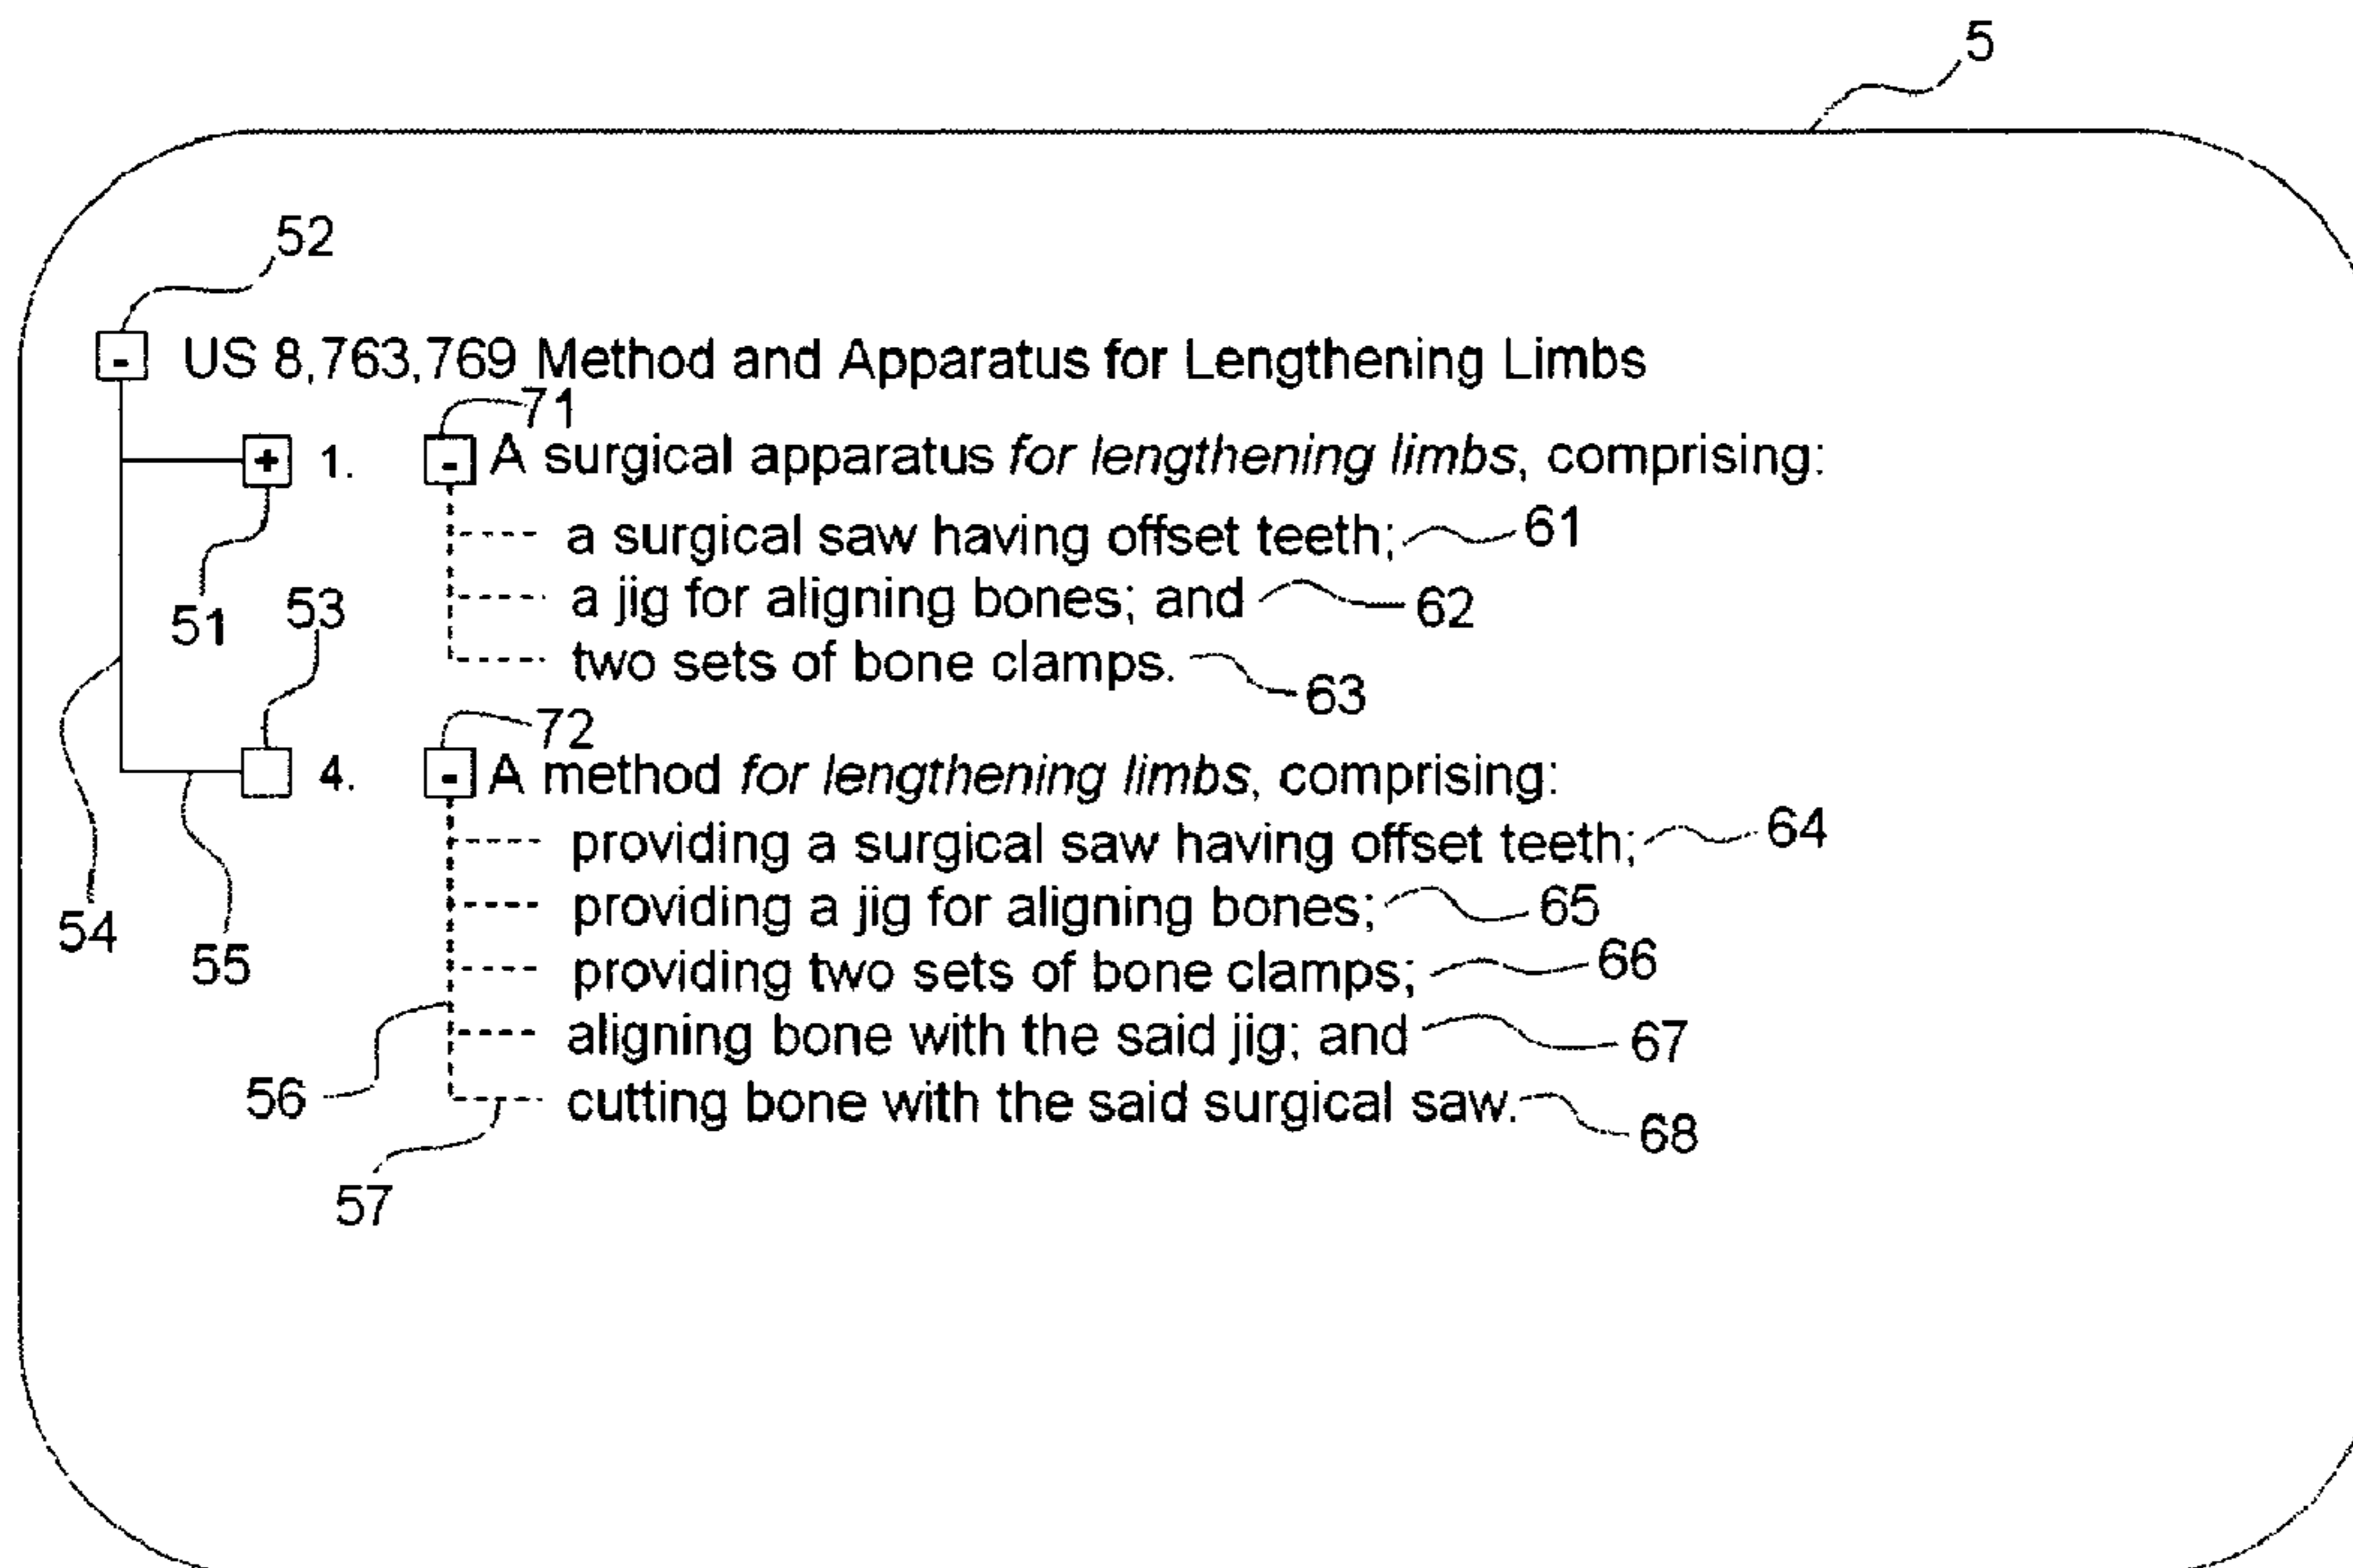 5
52
- US 8,763,769 Method and Apparatus for Lengthening Limbs
71
+ 1. - A surgical apparatus for lengthening limbs, comprising:
a surgical saw having offset teeth; 61
51 53 a jig for aligning bones; and 62
two sets of bone clamps. 63
72
4. - A method for lengthening limbs, comprising:
providing a surgical saw having offset teeth; 64
54 55 providing a jig for aligning bones; 65
providing two sets of bone clamps; 66
aligning bone with the said jig; and 67
56 cutting bone with the said surgical saw. 68
57